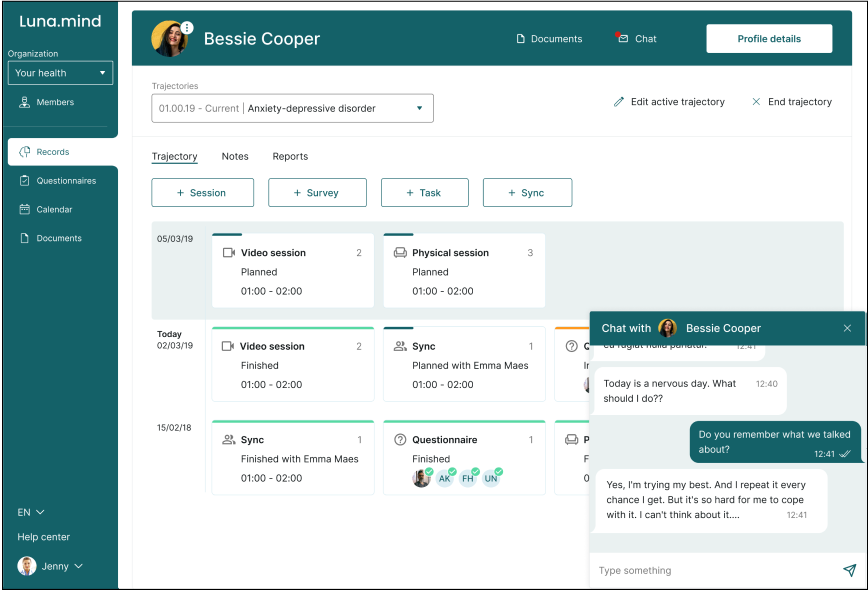 Luna.mind
Organization
Your health
Members
Records
Questionnaires
Calendar
Documents
EN
Help center
Jenny
Bessie Cooper
Documents
Chat
Profile details
Trajectories
01.00.19 - Current | Anxiety-depressive disorder
Edit active trajectory
End trajectory
Trajectory
Notes
Reports
+ Session
+ Survey
+ Task
+ Sync
05/03/19
Video session 2
Planned
01:00 - 02:00
Physical session 3
Planned
01:00 - 02:00
Today
02/03/19
Video session 2
Finished
01:00 - 02:00
Sync 1
Planned with Emma Maes
01:00 - 02:00
15/02/18
Sync 1
Finished with Emma Maes
01:00 - 02:00
Questionnaire 1
Finished
AK FH UN
P
F
0
Chat with Bessie Cooper
12:41
Today is a nervous day. What 12:40
should I do??
Do you remember what we talked
about?
12:41
Yes, I'm trying my best. And I repeat it every
chance I get. But it's so hard for me to cope
with it. I can't think about it.... 12:41
Type something